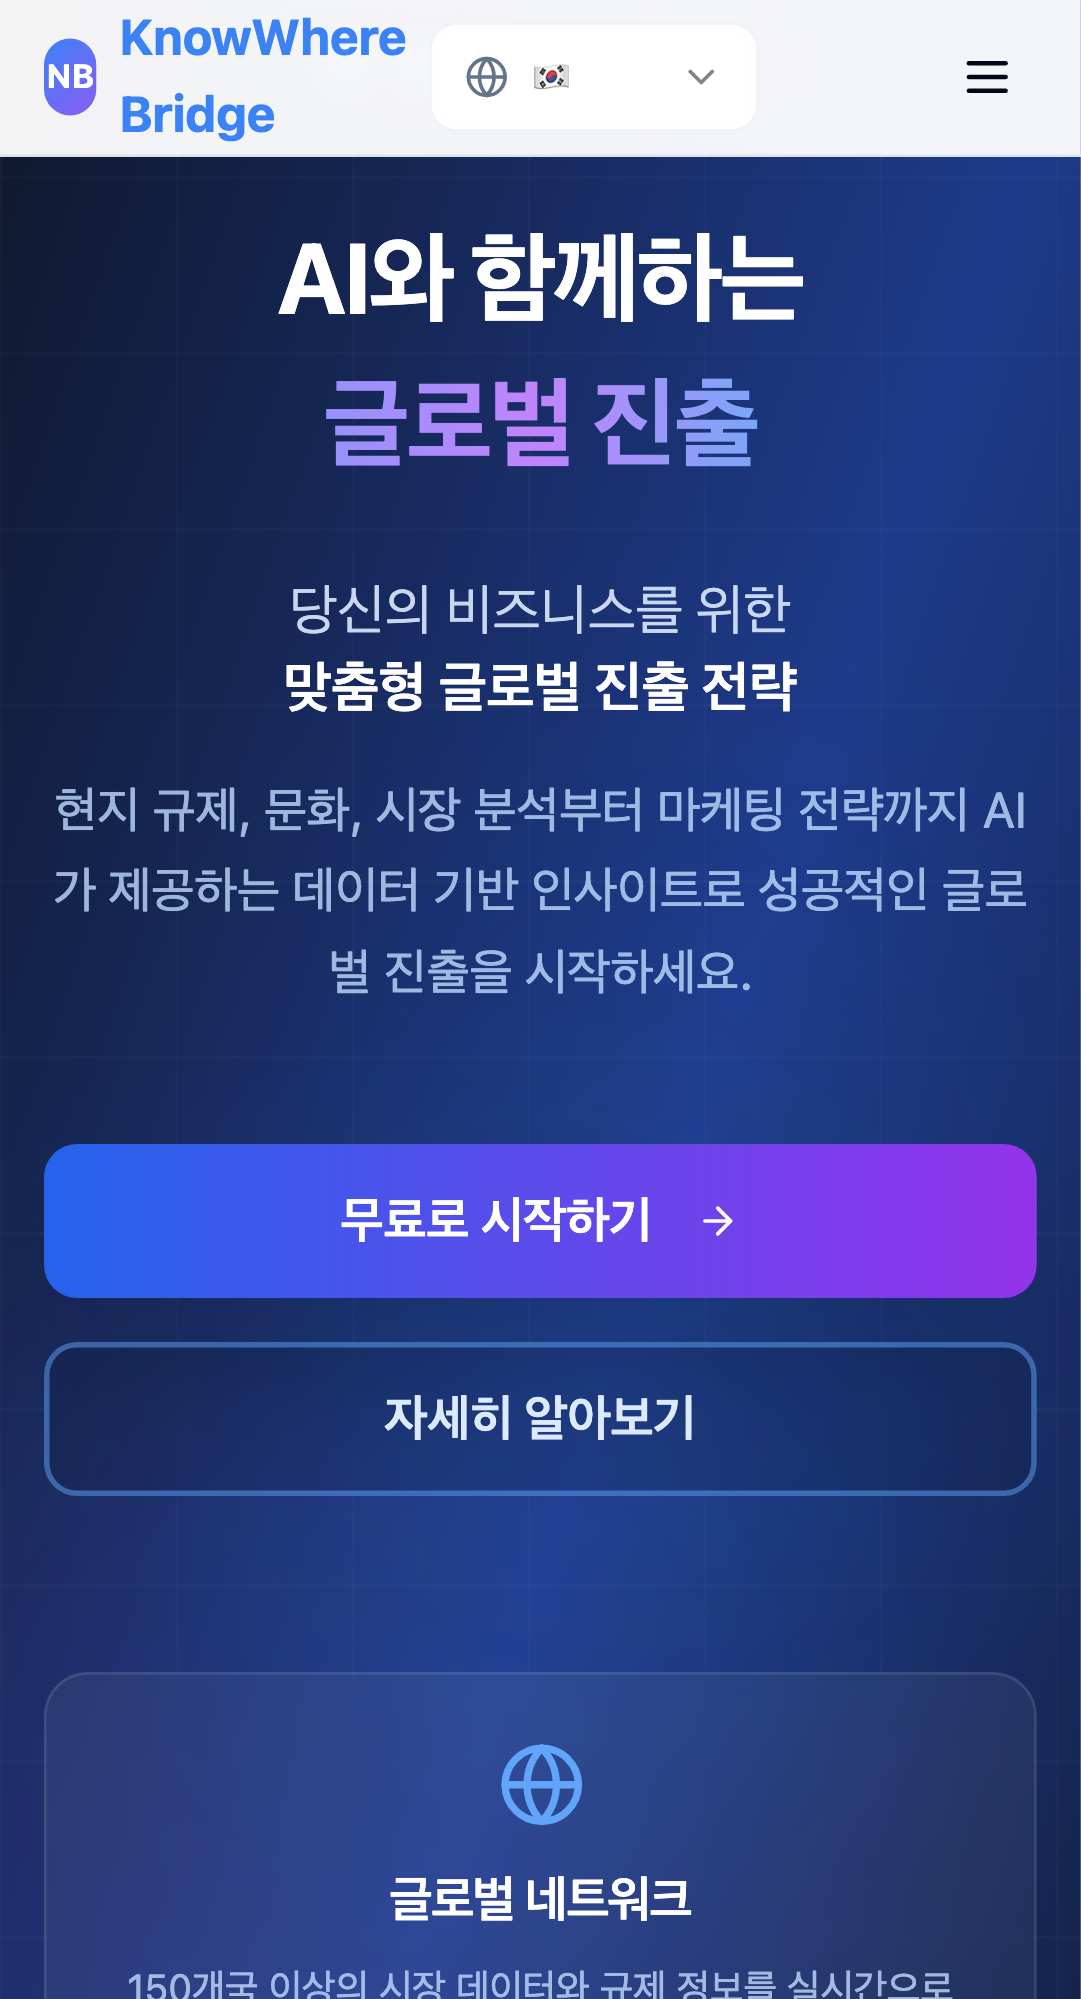 NB
KnowWhere
Bridge
AI와 함께하는
글로벌 진출
당신의 비즈니스를 위한
맞춤형 글로벌 진출 전략
현지 규제, 문화, 시장 분석부터 마케팅 전략까지 AI
가 제공하는 데이터 기반 인사이트로 성공적인 글로
벌 진출을 시작하세요.
무료로 시작하기 →
자세히 알아보기
글로벌 네트워크
150개국 이상의 시장 데이터와 규제 정보를 실시간으로